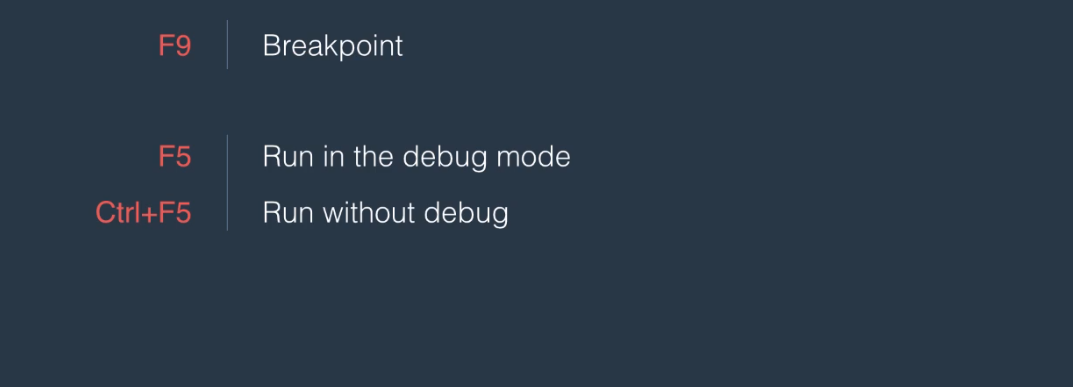 F9 Breakpoint
F5 Run in the debug mode
Ctrl+F5 Run without debug